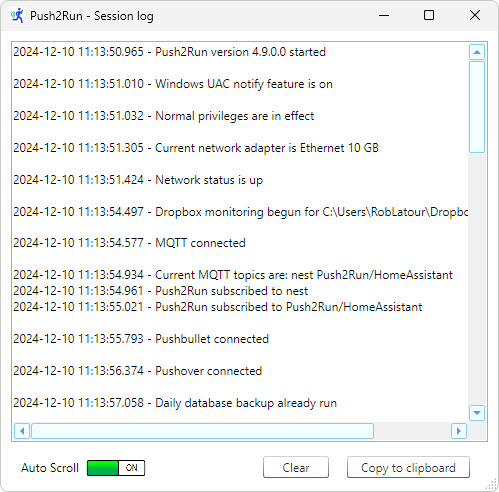 Push2Run - Session log
2024-12-10 11:13:50.965 - Push2Run version 4.9.0.0 started
2024-12-10 11:13:51.010 - Windows UAC notify feature is on
2024-12-10 11:13:51.032 - Normal privileges are in effect
2024-12-10 11:13:51.305 - Current network adapter is Ethernet 10 GB
2024-12-10 11:13:51.424 - Network status is up
2024-12-10 11:13:54.497 - Dropbox monitoring begun for C:\Users\RobLatour\Dropbo
2024-12-10 11:13:54.577 - MQTT connected
2024-12-10 11:13:54.934 - Current MQTT topics are: nest Push2Run/HomeAssistant
2024-12-10 11:13:54.961 - Push2Run subscribed to nest
2024-12-10 11:13:55.021 - Push2Run subscribed to Push2Run/HomeAssistant
2024-12-10 11:13:55.793 - Pushbullet connected
2024-12-10 11:13:56.374 - Pushover connected
2024-12-10 11:13:57.058 - Daily database backup already run
Auto Scroll ON Clear Copy to clipboard